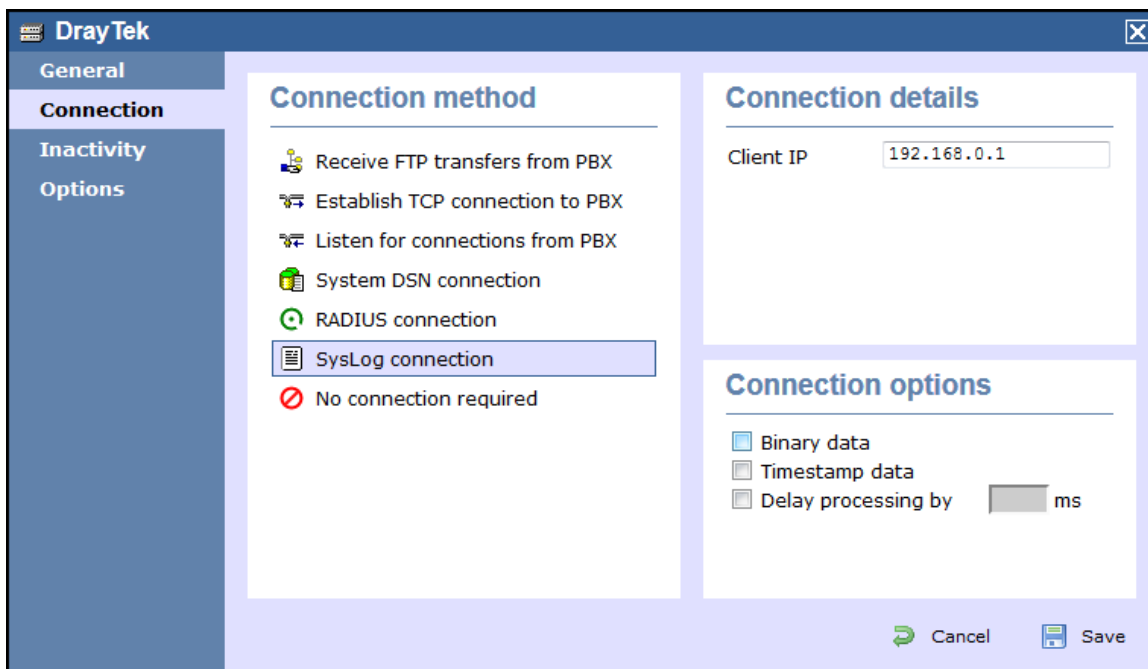 DrayTek
General
Connection
Inactivity
Options
Connection method
Receive FTP transfers from PBX
Establish TCP connection to PBX
Listen for connections from PBX
System DSN connection
RADIUS connection
SysLog connection
No connection required
Connection details
Client IP 192.168.0.1
Connection options
Binary data
Timestamp data
Delay processing by ms
Cancel Save